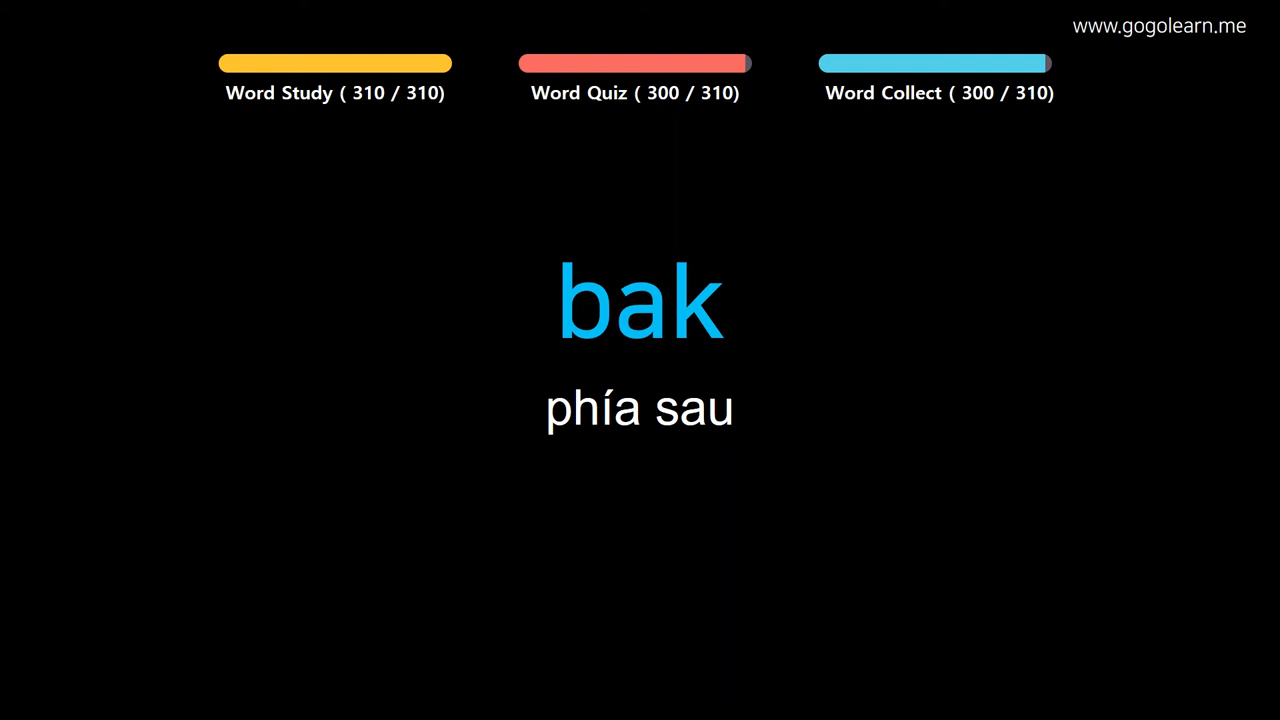 www.gogolearn.me
Word Study ( 310 / 310)
Word Quiz ( 300 / 310)
Word Collect ( 300 / 310)
bak
phía sau